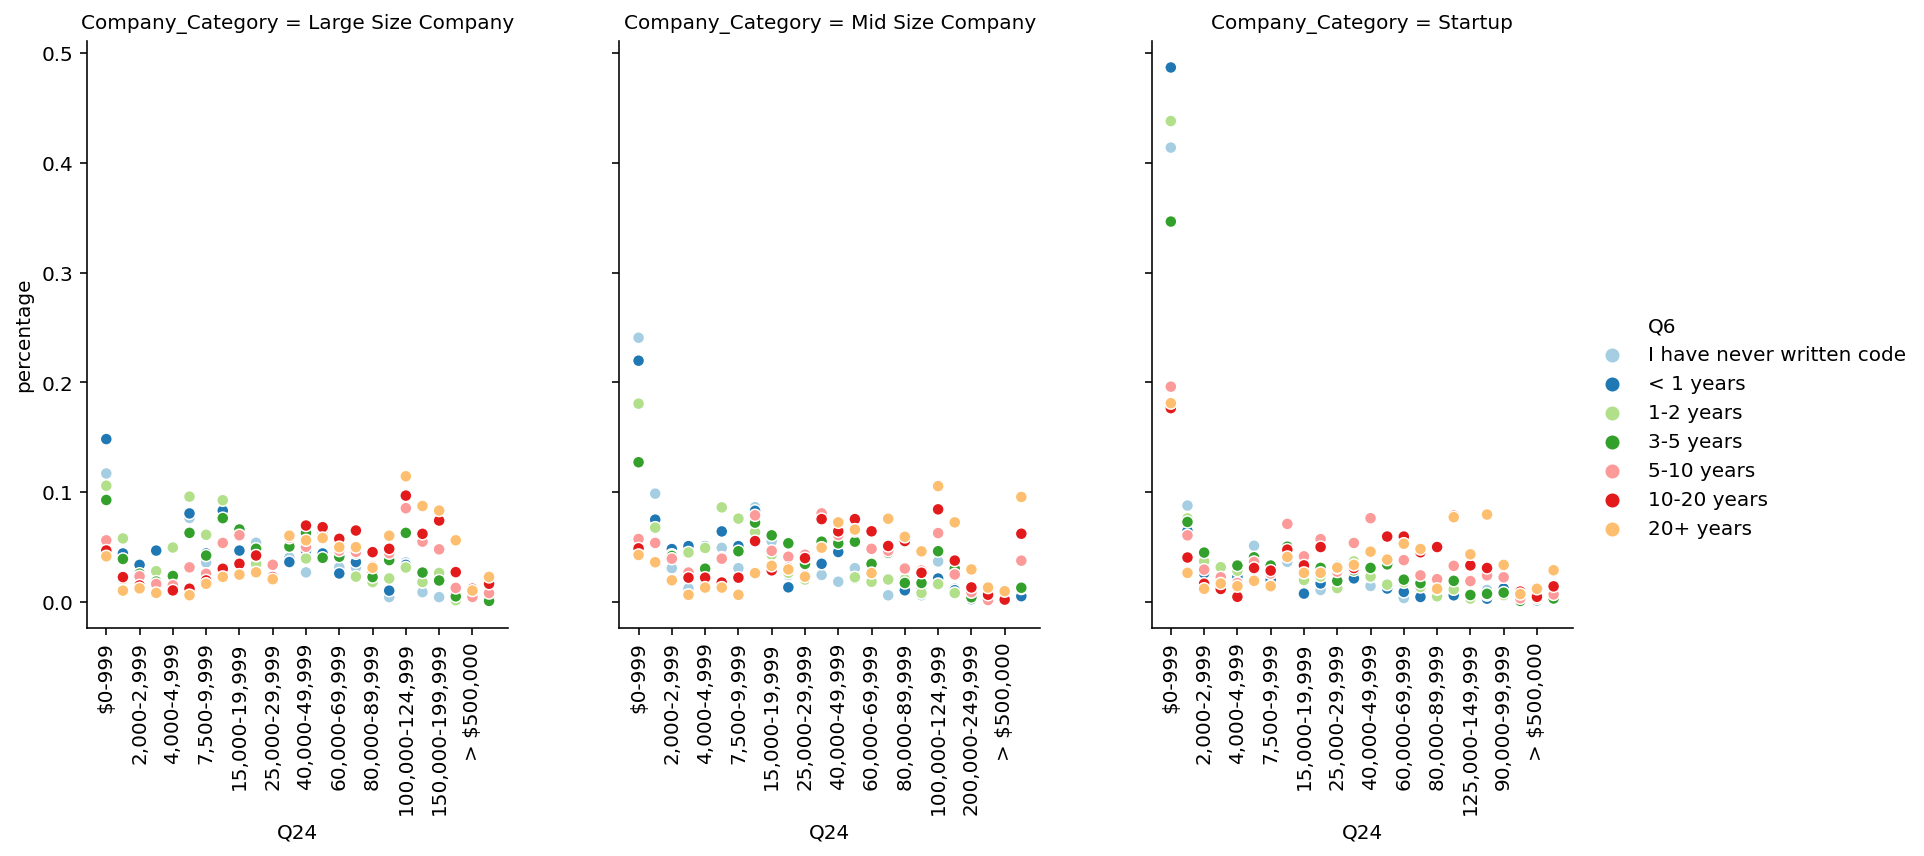 Company_Category = Large Size Company
Company_Category = Mid Size Company
Company_Category = Startup
0.5
0.4
0.3
0.2
0.1
0.0
percentage
$0-999
2,000-2,999
4,000-4,999
7,500-9,999
15,000-19,999
25,000-29,999
40,000-49,999
60,000-69,999
80,000-89,999
100,000-124,999
150,000-199,999
> $500,000
Q24
$0-999
2,000-2,999
4,000-4,999
7,500-9,999
15,000-19,999
25,000-29,999
40,000-49,999
60,000-69,999
80,000-89,999
100,000-124,999
200,000-249,999
> $500,000
Q24
$0-999
2,000-2,999
4,000-4,999
7,500-9,999
15,000-19,999
25,000-29,999
40,000-49,999
60,000-69,999
80,000-89,999
125,000-149,999
90,000-99,999
> $500,000
Q24
Q6
I have never written code
< 1 years
1-2 years
3-5 years
5-10 years
10-20 years
20+ years